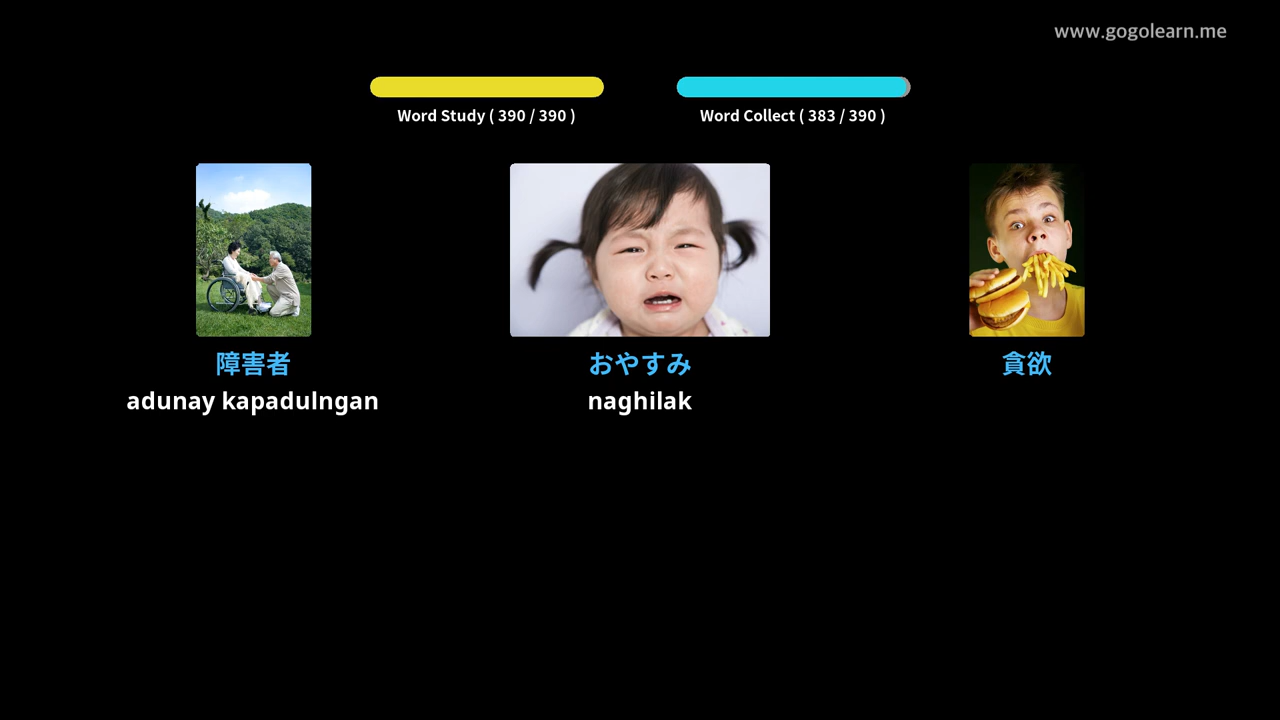 www.gogolearn.me
Word Study ( 390 / 390 )
Word Collect ( 383 / 390 )
障害者
おやすみ
貪欲
adunay kapadulngan
naghilak